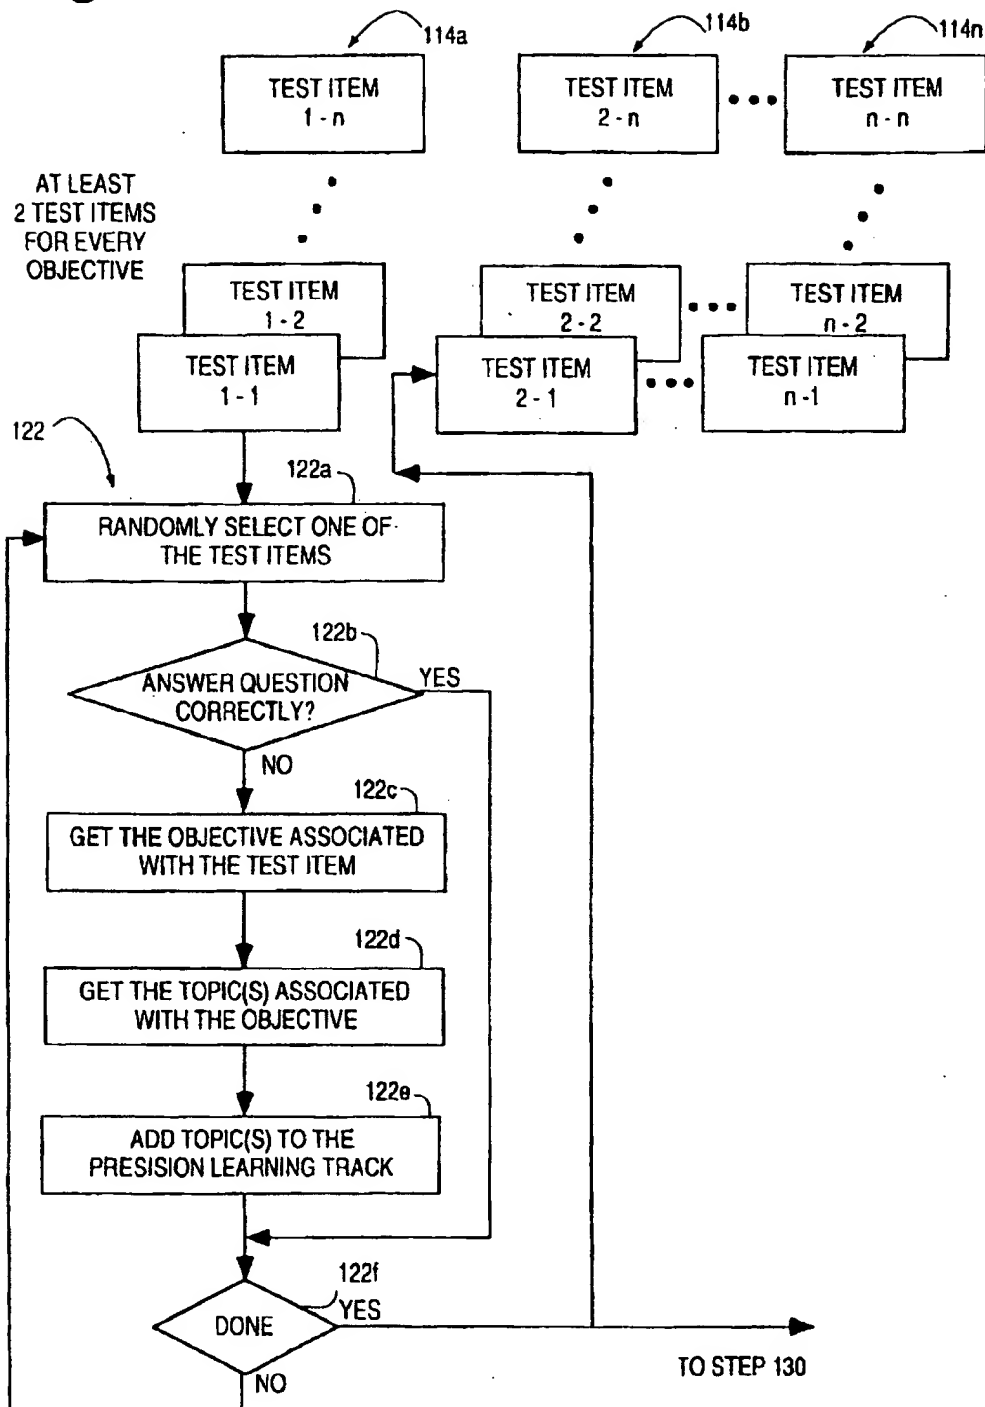 114a
114b
114n
TEST ITEM
1 - n
TEST ITEM
2 - n
TEST ITEM
n - n
AT LEAST
2 TEST ITEMS
FOR EVERY
OBJECTIVE
TEST ITEM
1 - 2
TEST ITEM
2 - 2
TEST ITEM
n - 2
TEST ITEM
1 - 1
TEST ITEM
2 - 1
TEST ITEM
n -1
122
122a
RANDOMLY SELECT ONE OF
THE TEST ITEMS
122b
ANSWER QUESTION
CORRECTLY?
YES
NO
122c
GET THE OBJECTIVE ASSOCIATED
WITH THE TEST ITEM
122d
GET THE TOPIC(S) ASSOCIATED
WITH THE OBJECTIVE
122e
ADD TOPIC(S) TO THE
PRESISION LEARNING TRACK
122f
DONE
YES
NO
TO STEP 130